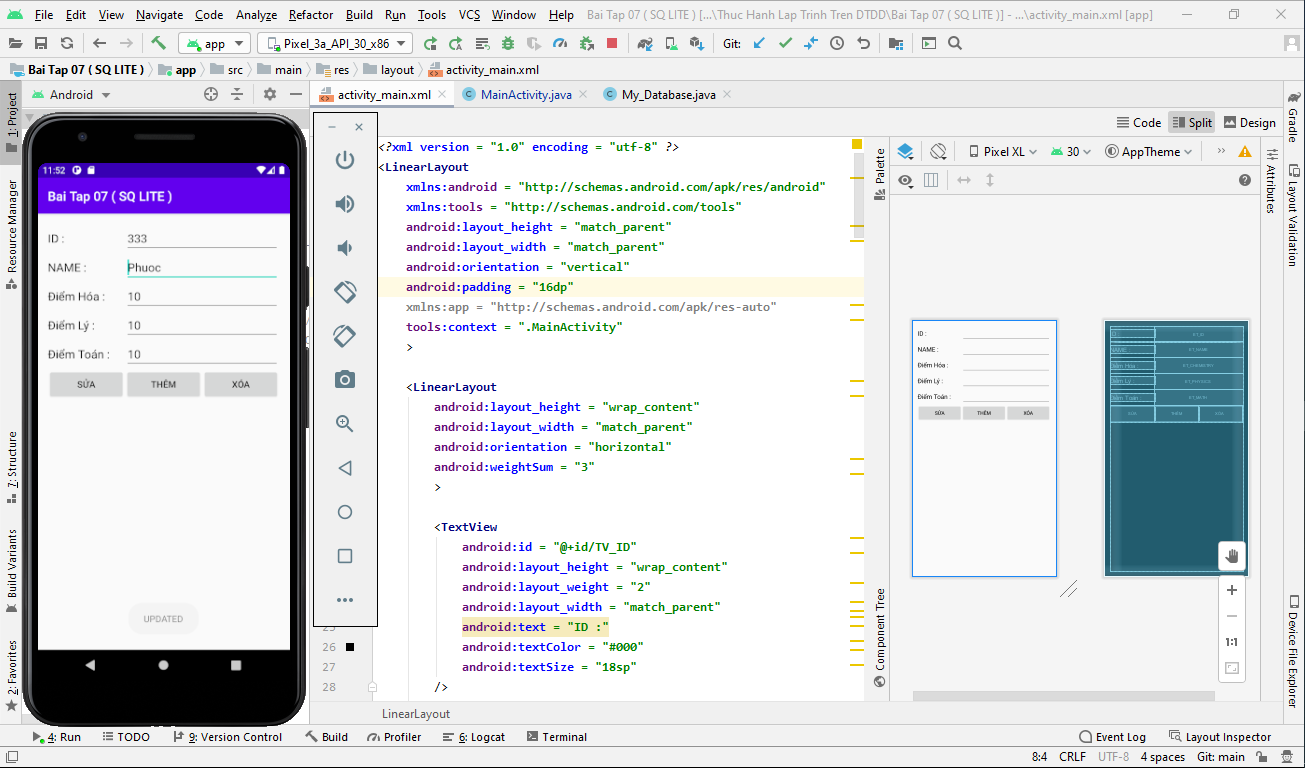 File Edit View Navigate Code Analyze Refactor Build Run Tools VCS Window Help Bai Tap 07 ( SQ LITE ) [...\Thuc Hanh Lap Trinh Tren DTDD\Bai Tap 07 ( SQ LITE )] - ...\activity_main.xml [app]
app Pixel_3a_API_30_x86 Git:
Bai Tap 07 ( SQ LITE ) app src main res layout activity_main.xml
1: Project
Resource Manager
7: Structure
Build Variants
2: Favorites
Android
activity_main.xml MainActivity.java My_Database.java
Code Split Design
11:52
Bai Tap 07 ( SQ LITE )
ID : 333
NAME : Phuoc
Điểm Hóa : 10
Điểm Lý : 10
Điểm Toán : 10
SỬA THÊM XÓA
UPDATED
<?xml version = "1.0" encoding = "utf-8" ?>
<LinearLayout
xmlns:android = "http://schemas.android.com/apk/res/android"
xmlns:tools = "http://schemas.android.com/tools"
android:layout_height = "match_parent"
android:layout_width = "match_parent"
android:orientation = "vertical"
android:padding = "16dp"
xmlns:app = "http://schemas.android.com/apk/res-auto"
tools:context = ".MainActivity"
>
<LinearLayout
android:layout_height = "wrap_content"
android:layout_width = "match_parent"
android:orientation = "horizontal"
android:weightSum = "3"
>
<TextView
android:id = "@+id/TV_ID"
android:layout_height = "wrap_content"
android:layout_weight = "2"
android:layout_width = "match_parent"
android:text = "ID :"
26 android:textColor = "#000"
27 android:textSize = "18sp"
28 />
LinearLayout
Palette
Component Tree
Pixel XL 30 AppTheme
ID :
NAME :
Điểm Hóa :
Điểm Lý :
Điểm Toán :
SỬA THÊM XÓA
1:1
Attributes
Gradle
Layout Validation
Device File Explorer
4: Run TODO 9: Version Control Build Profiler 6: Logcat Terminal Event Log Layout Inspector
8:4 CRLF UTF-8 4 spaces Git: main